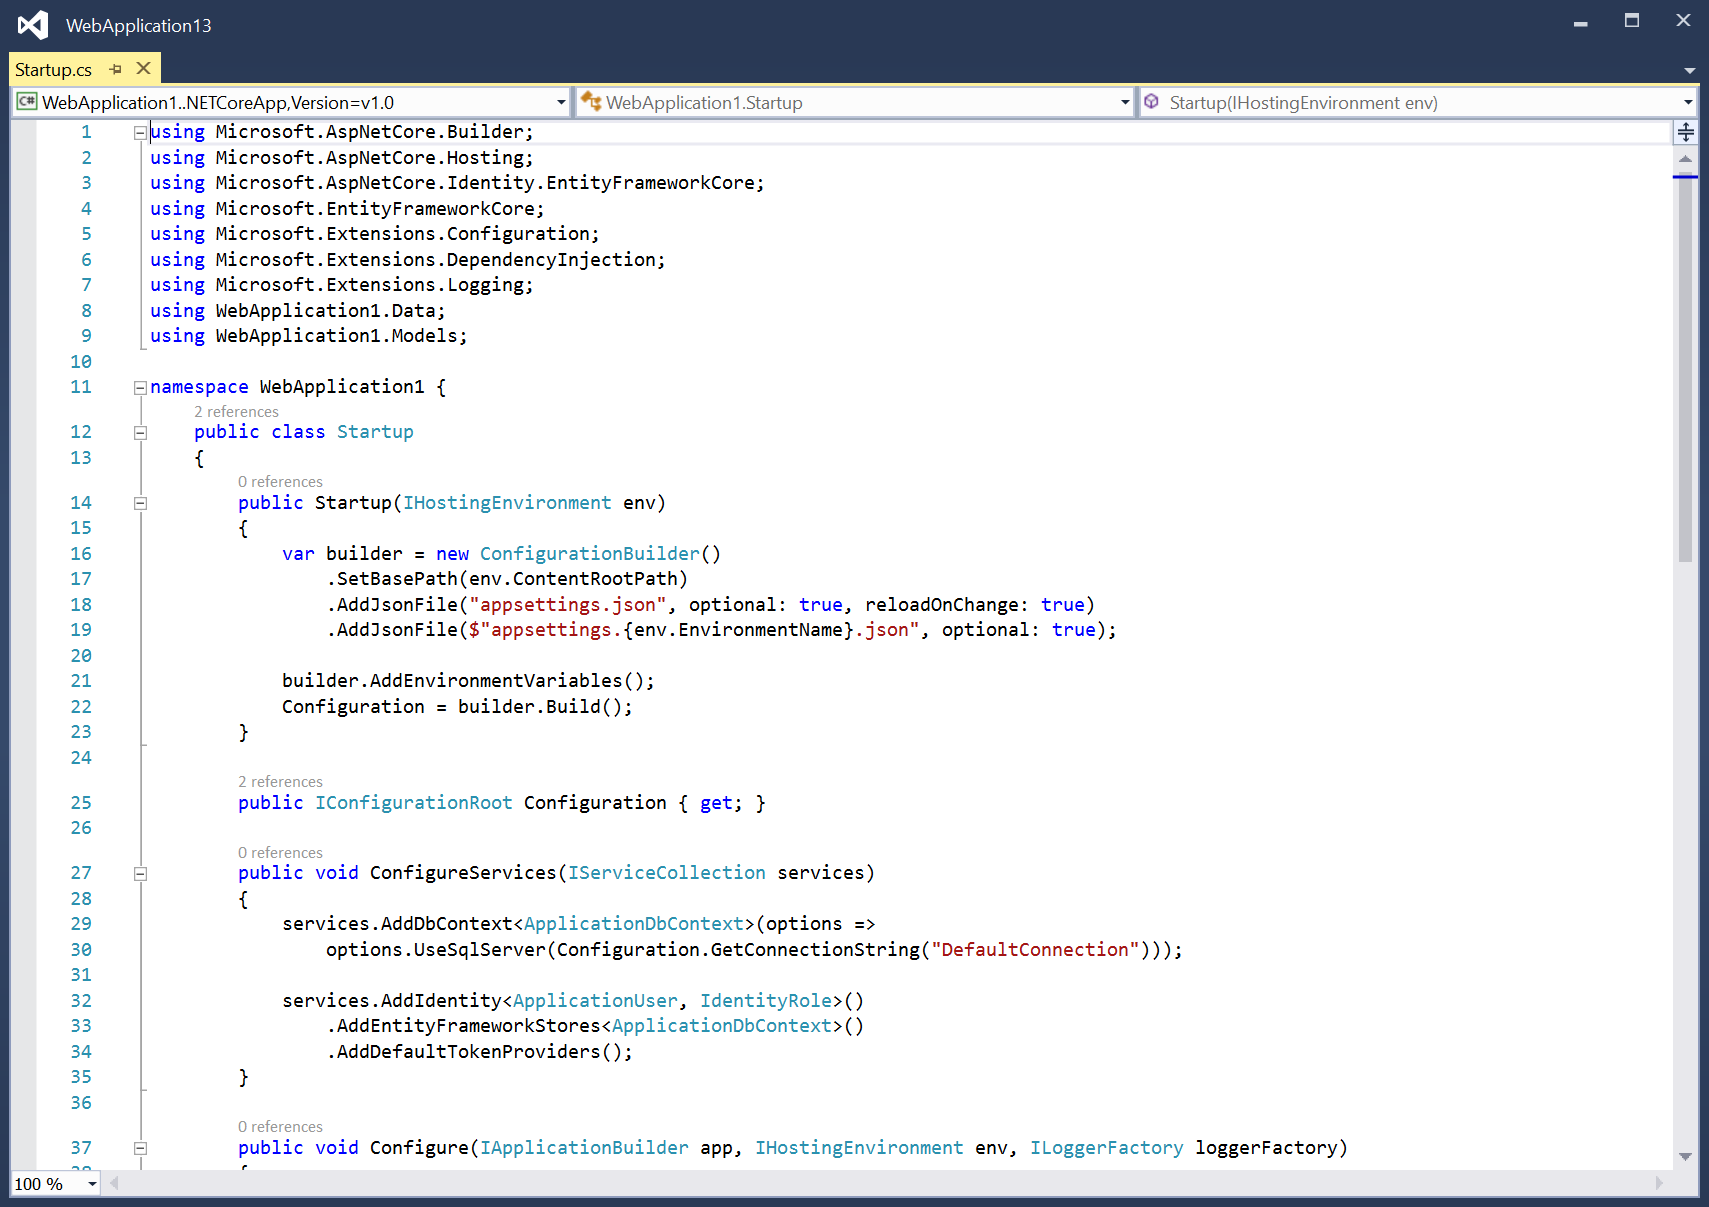 WebApplication13
Startup.cs
C# WebApplication1..NETCoreApp,Version=v1.0 WebApplication1.Startup Startup(IHostingEnvironment env)
1 using Microsoft.AspNetCore.Builder;
2 using Microsoft.AspNetCore.Hosting;
3 using Microsoft.AspNetCore.Identity.EntityFrameworkCore;
4 using Microsoft.EntityFrameworkCore;
5 using Microsoft.Extensions.Configuration;
6 using Microsoft.Extensions.DependencyInjection;
7 using Microsoft.Extensions.Logging;
8 using WebApplication1.Data;
9 using WebApplication1.Models;
10
11 namespace WebApplication1 {
2 references
12 public class Startup
13 {
0 references
14 public Startup(IHostingEnvironment env)
15 {
16 var builder = new ConfigurationBuilder()
17 .SetBasePath(env.ContentRootPath)
18 .AddJsonFile("appsettings.json", optional: true, reloadOnChange: true)
19 .AddJsonFile($"appsettings.{env.EnvironmentName}.json", optional: true);
20
21 builder.AddEnvironmentVariables();
22 Configuration = builder.Build();
23 }
24
2 references
25 public IConfigurationRoot Configuration { get; }
26
0 references
27 public void ConfigureServices(IServiceCollection services)
28 {
29 services.AddDbContext<ApplicationDbContext>(options =>
30 options.UseSqlServer(Configuration.GetConnectionString("DefaultConnection")));
31
32 services.AddIdentity<ApplicationUser, IdentityRole>()
33 .AddEntityFrameworkStores<ApplicationDbContext>()
34 .AddDefaultTokenProviders();
35 }
36
0 references
37 public void Configure(IApplicationBuilder app, IHostingEnvironment env, ILoggerFactory loggerFactory)
100 %